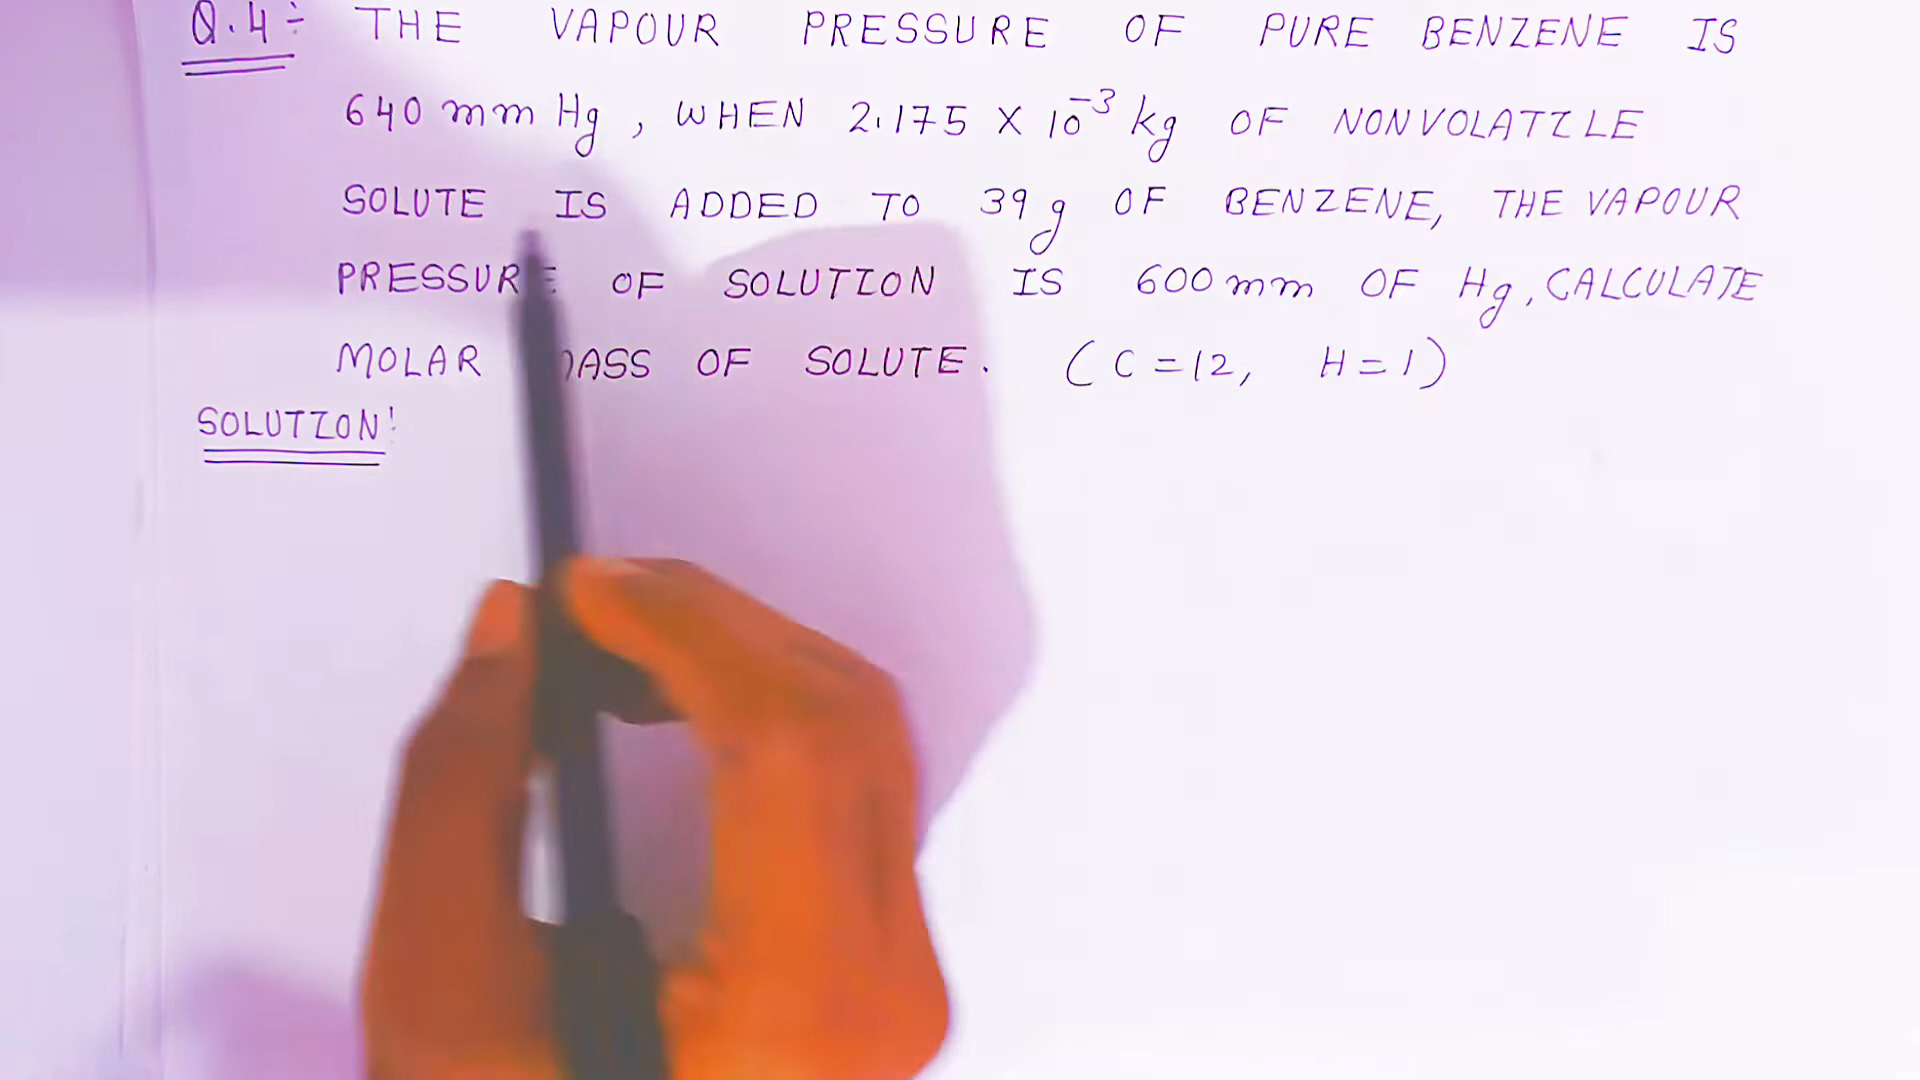 Q.4÷ THE VAPOUR PRESSURE OF PURE BENZENE IS
640 mm Hg, WHEN 2.175 X 10⁻³ kg OF NONVOLATILE
SOLUTE IS ADDED TO 39 g OF BENZENE, THE VAPOUR
PRESSURE OF SOLUTION IS 600 mm OF Hg, CALCULATE
MOLAR MASS OF SOLUTE. (C = 12, H = 1)
SOLUTION: